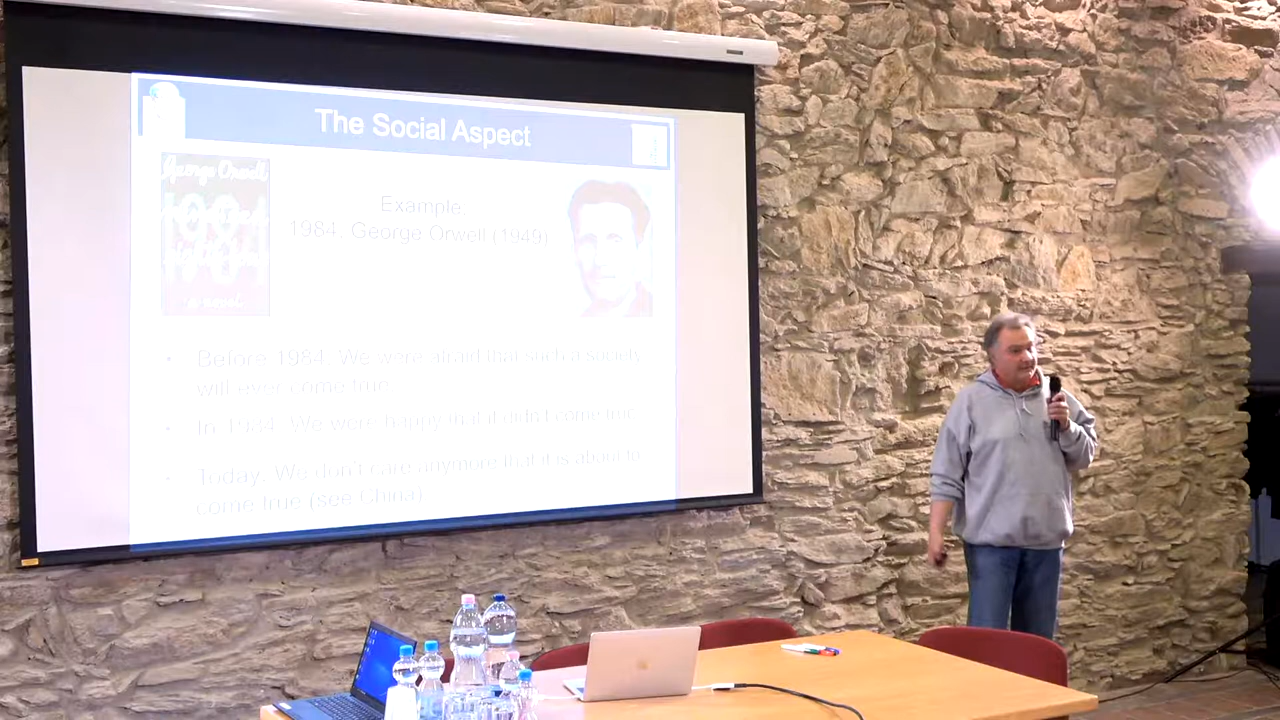 The Social Aspect
George Orwell
Example:
1984, George Orwell (1949)
a novel
Before 1984: We were afraid that such a society
will ever come true
In 1984: We were happy that it didn't come true
Today: We don't care anymore that it is about to
come true (see China)